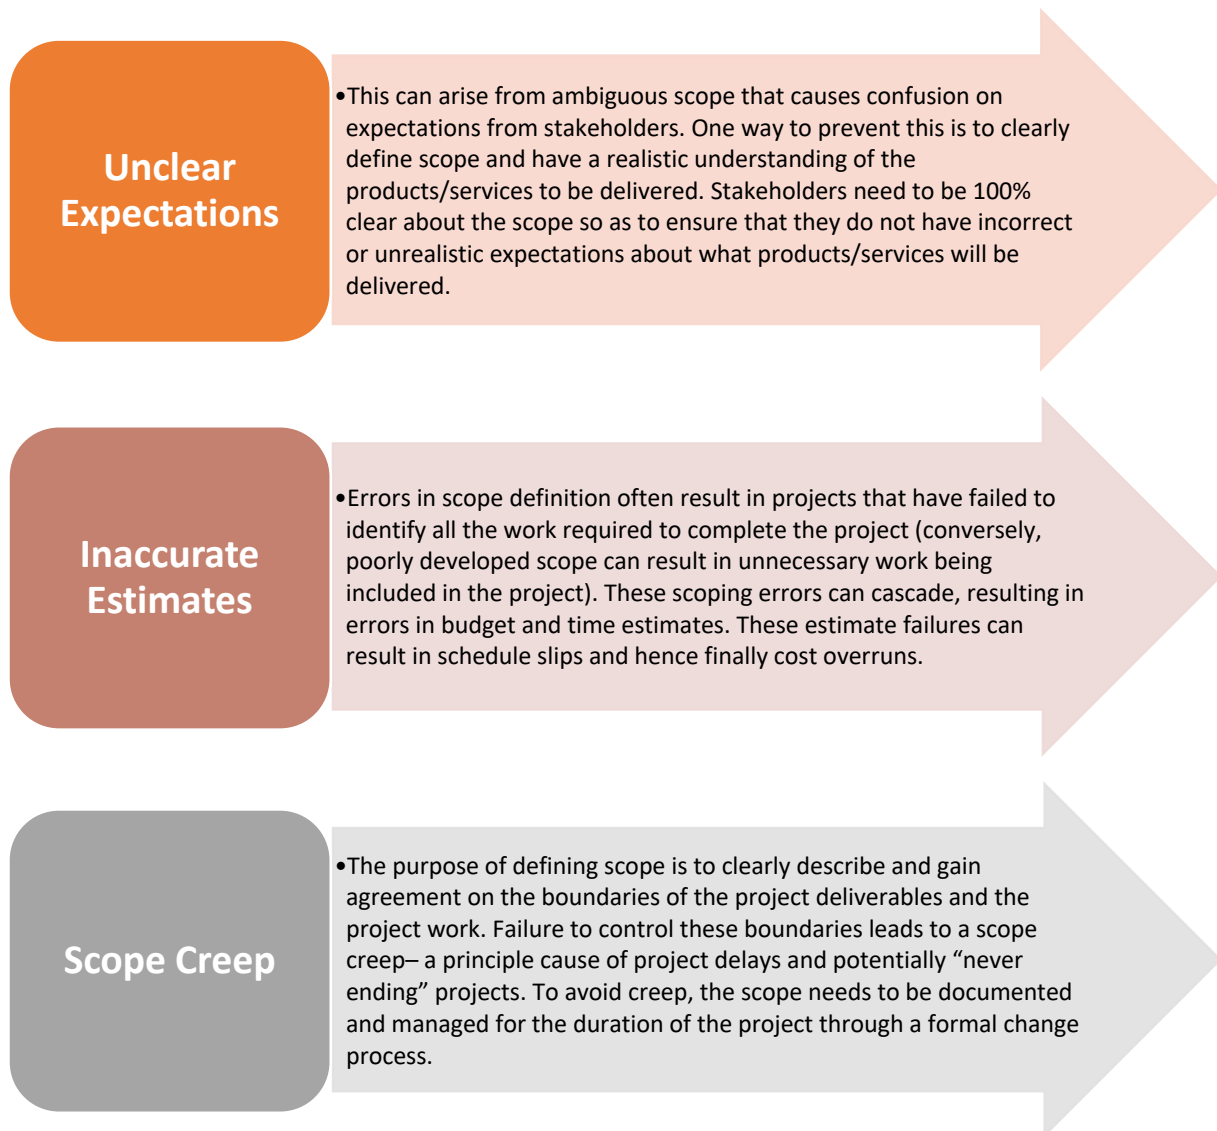 Unclear
Expectations
•This can arise from ambiguous scope that causes confusion on
expectations from stakeholders. One way to prevent this is to clearly
define scope and have a realistic understanding of the
products/services to be delivered. Stakeholders need to be 100%
clear about the scope so as to ensure that they do not have incorrect
or unrealistic expectations about what products/services will be
delivered.
Inaccurate
Estimates
•Errors in scope definition often result in projects that have failed to
identify all the work required to complete the project (conversely,
poorly developed scope can result in unnecessary work being
included in the project). These scoping errors can cascade, resulting in
errors in budget and time estimates. These estimate failures can
result in schedule slips and hence finally cost overruns.
Scope Creep
•The purpose of defining scope is to clearly describe and gain
agreement on the boundaries of the project deliverables and the
project work. Failure to control these boundaries leads to a scope
creep– a principle cause of project delays and potentially “never
ending” projects. To avoid creep, the scope needs to be documented
and managed for the duration of the project through a formal change
process.